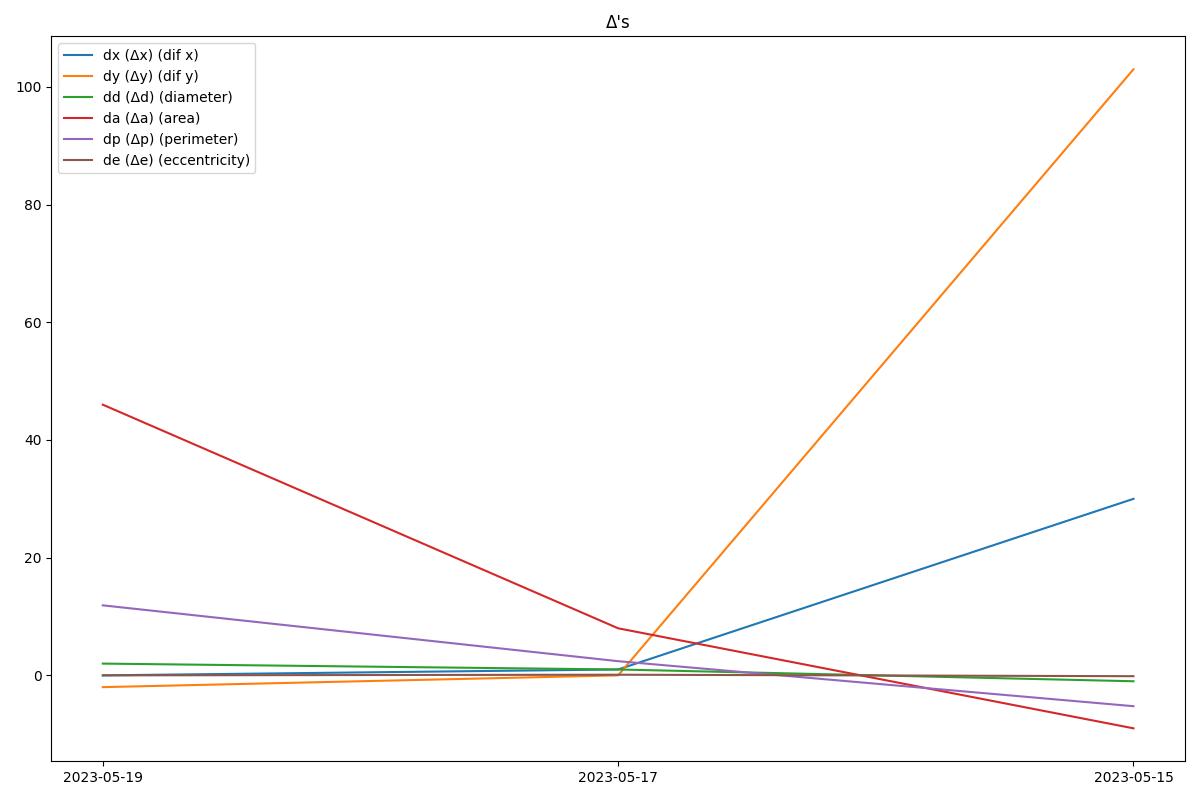 Δ's
dx (Δx) (dif x)
dy (Δy) (dif y)
dd (Δd) (diameter)
da (Δa) (area)
dp (Δp) (perimeter)
de (Δe) (eccentricity)
100
80
60
40
20
0
2023-05-19 2023-05-17 2023-05-15